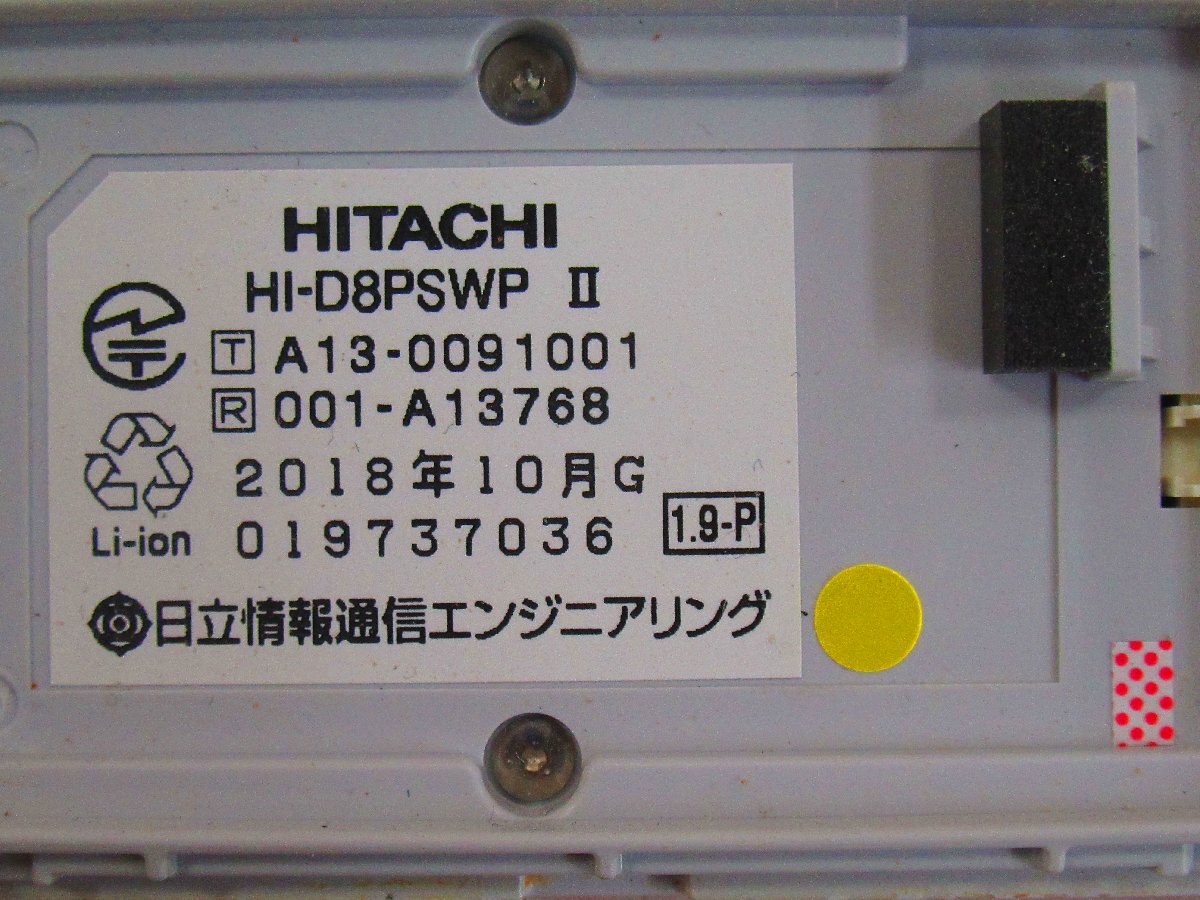 HITACHI
HI-D8PSWP Ⅱ
T A13-0091001
R 001-A13768
2018年10月G
Li-ion 019737036 1.9-P
日立情報通信エンジニアリング